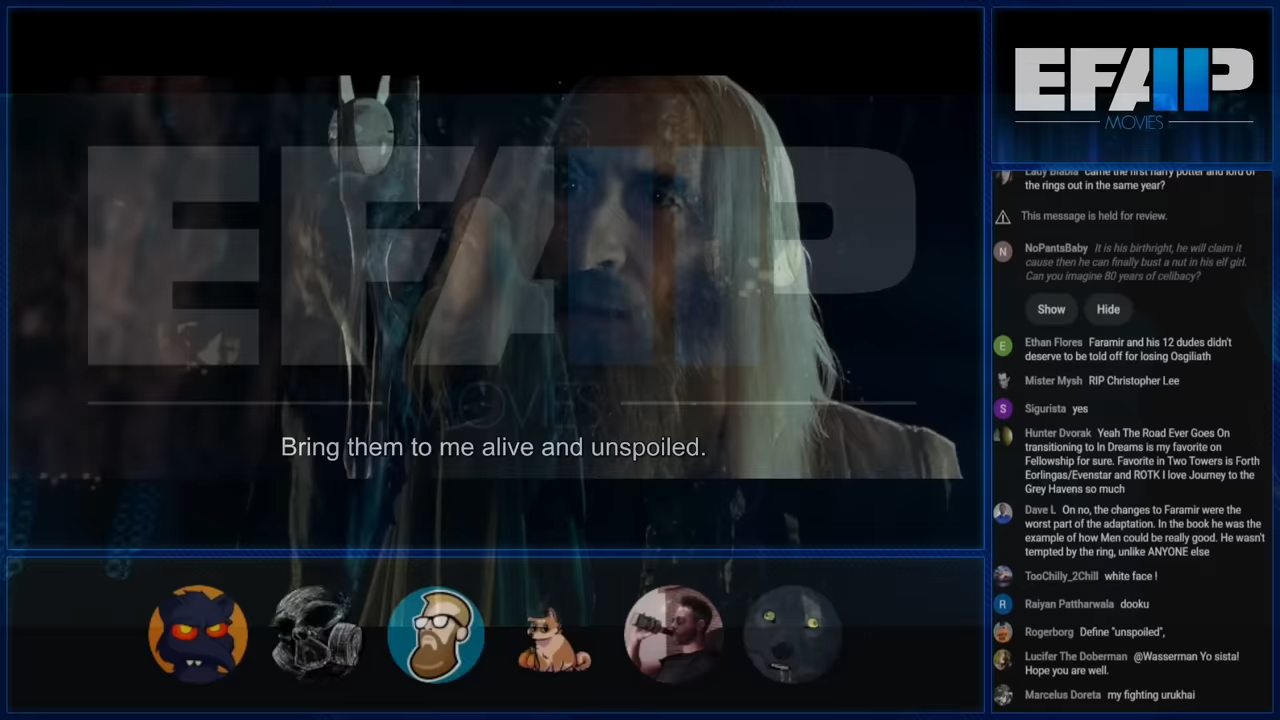 EFAP
MOVIES
Bring them to me alive and unspoiled.
EFAP
MOVIES
Lady Blabla came the first harry potter and lord of
the rings out in the same year?
This message is held for review.
N
NoPantsBaby It is his birthright, he will claim it
cause then he can finally bust a nut in his elf girl.
Can you imagine 80 years of celibacy?
Show Hide
E
Ethan Flores Faramir and his 12 dudes didn't
deserve to be told off for losing Osgiliath
Mister Mysh RIP Christopher Lee
S
Sigurista yes
Hunter Dvorak Yeah The Road Ever Goes On
transitioning to In Dreams is my favorite on
Fellowship for sure. Favorite in Two Towers is Forth
Eorlingas/Evenstar and ROTK I love Journey to the
Grey Havens so much
Dave L On no, the changes to Faramir were the
worst part of the adaptation. In the book he was the
example of how Men could be really good. He wasn't
tempted by the ring, unlike ANYONE else
TooChilly_2Chill white face !
R
Raiyan Pattharwala dooku
Rogerborg Define "unspoiled",
Lucifer The Doberman @Wasserman Yo sista!
Hope you are well.
Marcelus Doreta my fighting urukhai